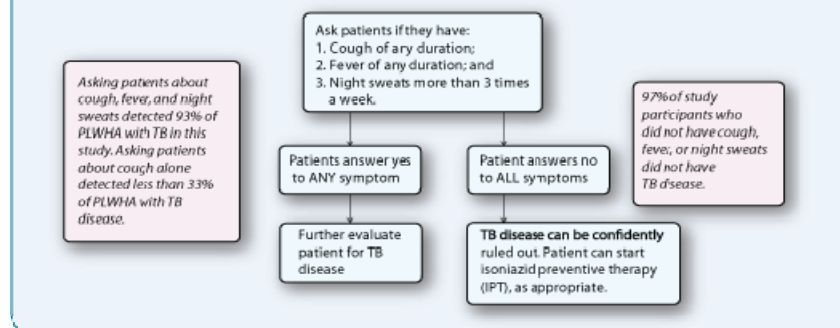 Ask patients if they have:
1. Cough of any duration;
2. Fever of any duration; and
3. Night sweats more than 3 times
a week.
Asking patients about
cough, fever, and night
sweats detected 93% of
PLWHA with TB in this
study. Asking patients
about cough alone
detected less than 33%
of PLWHA with TB
disease.
97% of study
participants who
did not have cough,
fever, or night sweats
did not have
TB disease.
Patients answer yes
to ANY symptom
Patient answers no
to ALL symptoms
Further evaluate
patient for TB
disease
TB disease can be confidently
ruled out. Patient can start
isoniazid preventive therapy
(IPT), as appropriate.